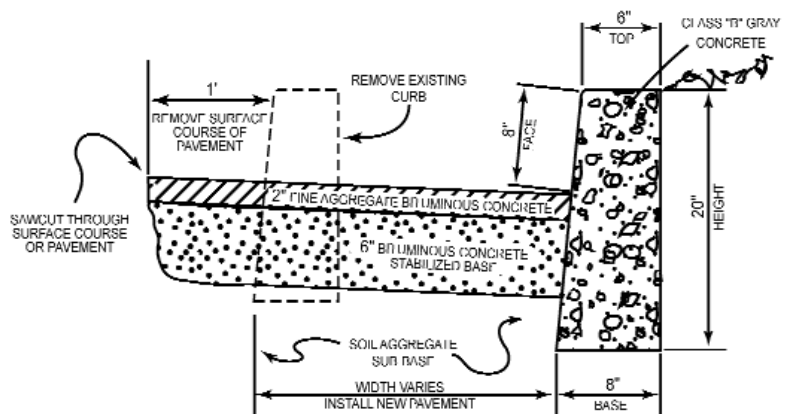 6"
TOP
CLASS "B" GRAY
CONCRETE
1'
REMOVE SURFACE
COURSE OF
PAVEMENT
REMOVE EXISTING
CURB
8"
FACE
2" FINE AGGREGATE BITUMINOUS CONCRETE
SAWCUT THROUGH
SURFACE COURSE
OR PAVEMENT
6" BITUMINOUS CONCRETE
STABILIZED BASE
20"
HEIGHT
SOIL AGGREGATE
SUB BASE
WIDTH VARIES
INSTALL NEW PAVEMENT
8"
BASE